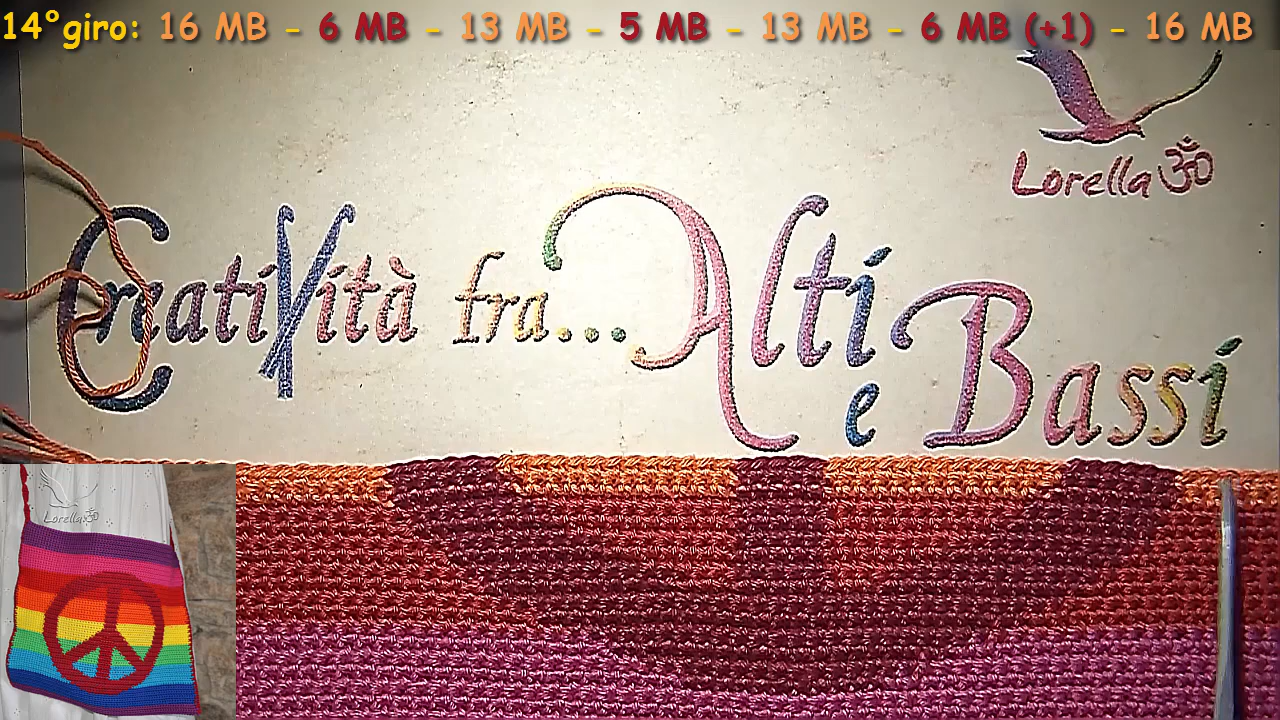 14°giro: 16 MB - 6 MB - 13 MB - 5 MB - 13 MB - 6 MB (+1) - 16 MB
Lorella ॐ
CreatiVità fra... Alti
e Bassi
Lorella ॐ